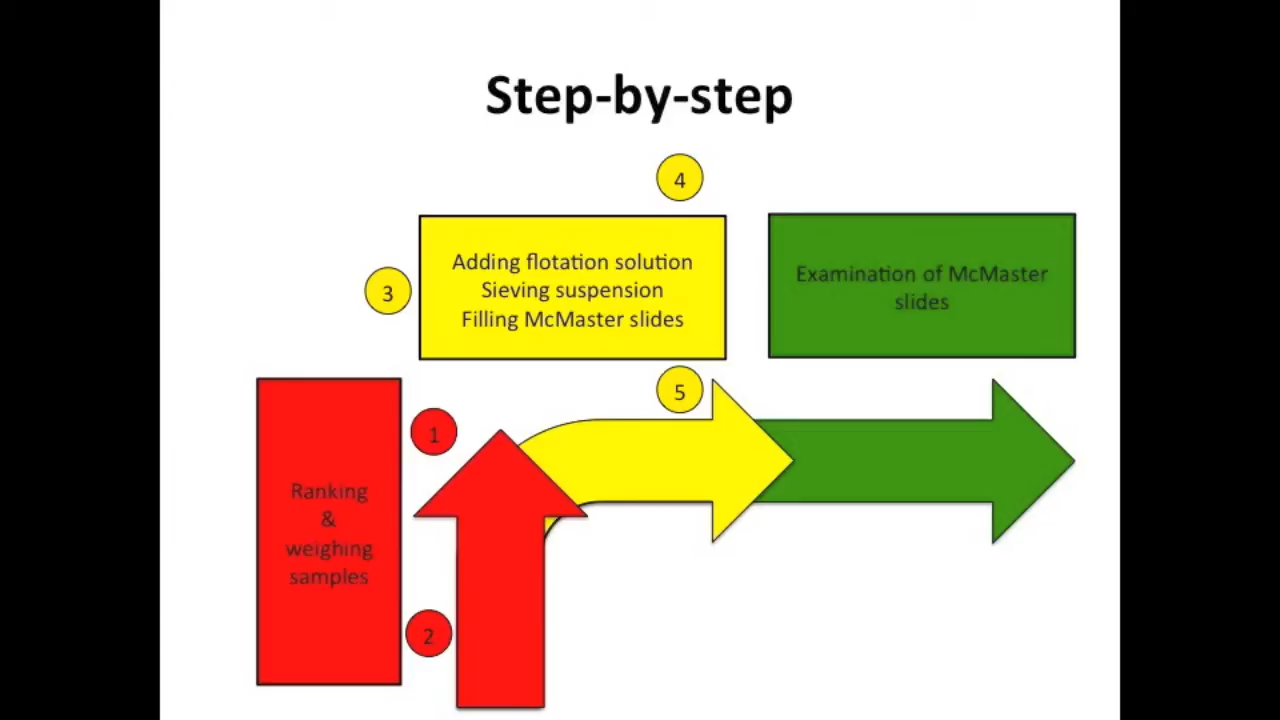 Step-by-step
4
Adding flotation solution
Sieving suspension
Filling McMaster slides
Examination of McMaster
slides
3
5
1
Ranking
&
weighing
samples
2